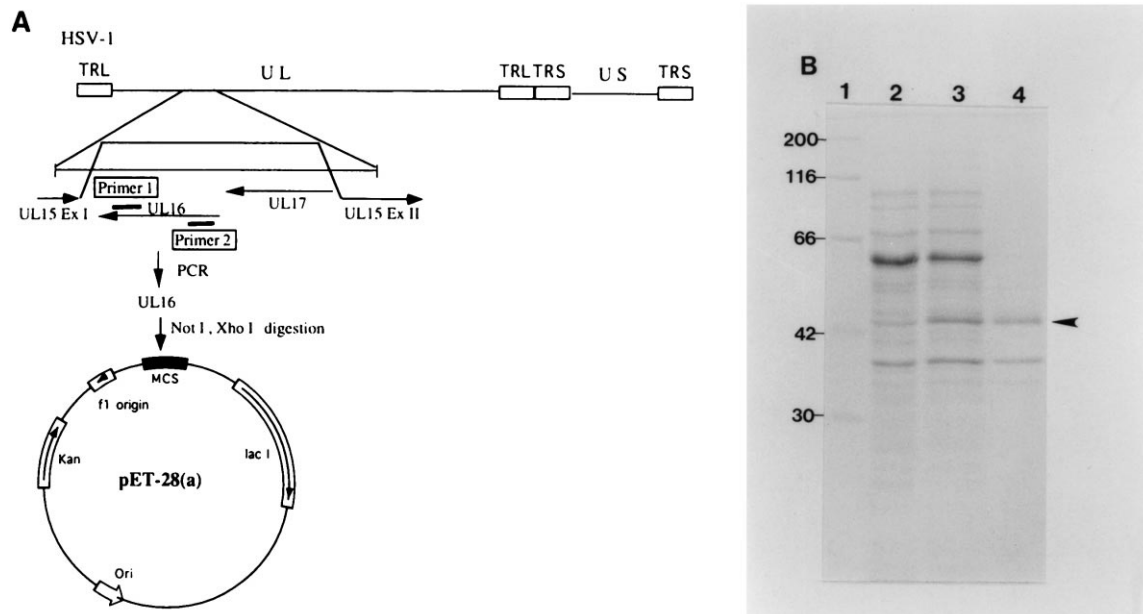 A
HSV-1
TRL
U L
TRL TRS
U S
TRS
Primer 1
UL15 Ex I
UL16
UL17
UL15 Ex II
Primer 2
PCR
UL16
Not I , Xho I digestion
MCS
f1 origin
Kan
lac I
pET-28(a)
Ori
B
1 2 3 4
200
116
66
42
30